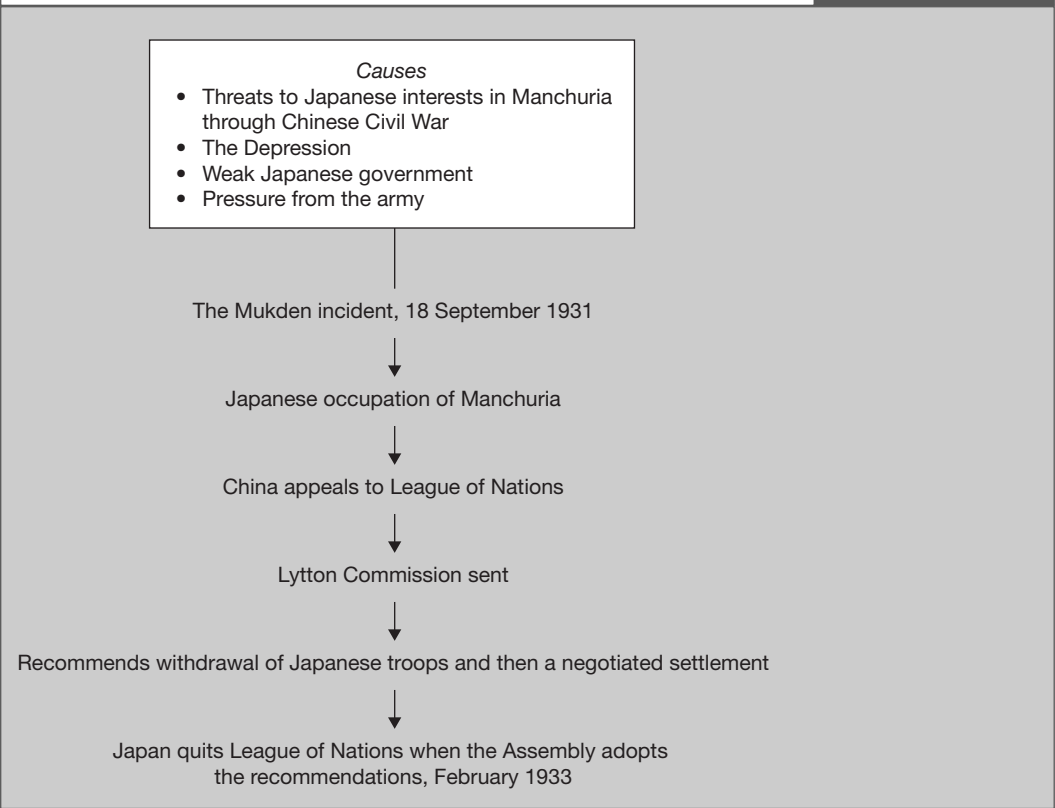 Causes
• Threats to Japanese interests in Manchuria
through Chinese Civil War
• The Depression
• Weak Japanese government
• Pressure from the army
The Mukden incident, 18 September 1931
Japanese occupation of Manchuria
China appeals to League of Nations
Lytton Commission sent
Recommends withdrawal of Japanese troops and then a negotiated settlement
Japan quits League of Nations when the Assembly adopts
the recommendations, February 1933